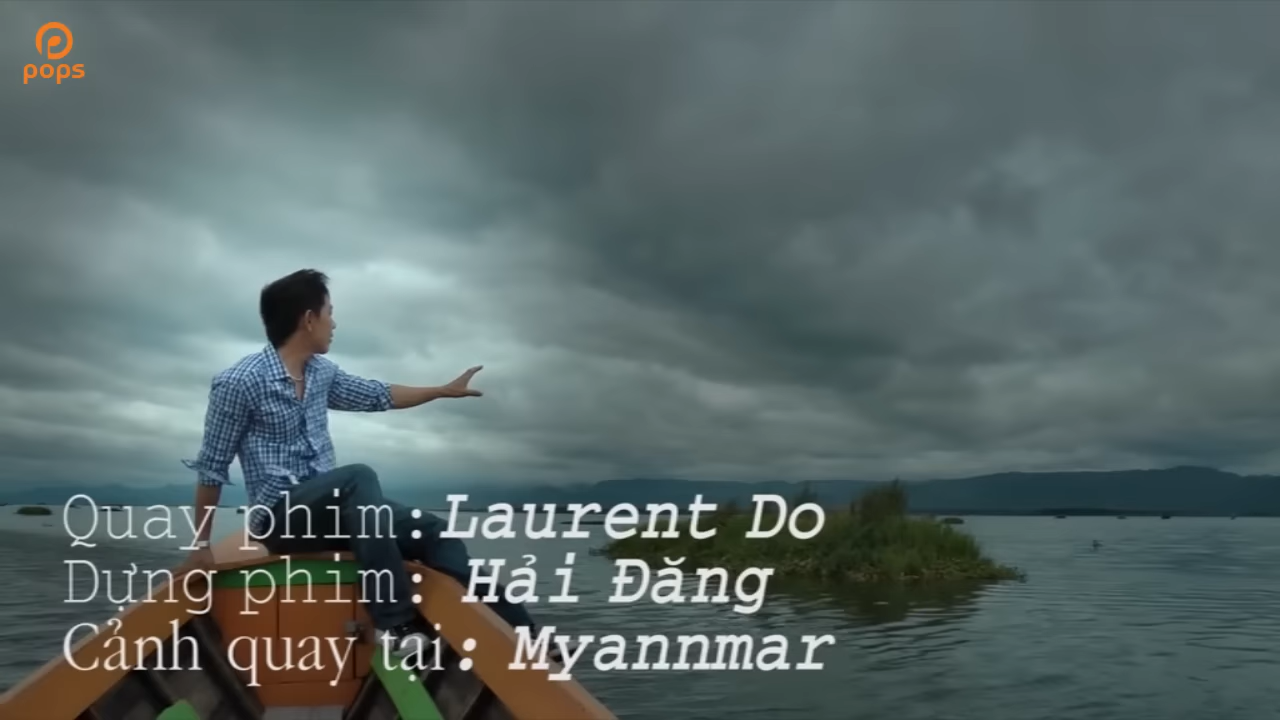 pops
Quay phim:Laurent Do
Dựng phim: Hải Đăng
Cảnh quay tại: Myannmar